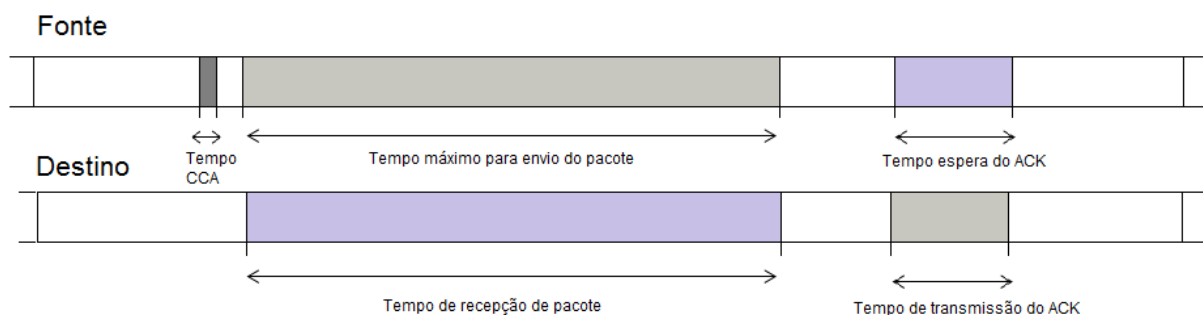 Fonte
Tempo
CCA
Tempo máximo para envio do pacote
Tempo espera do ACK
Destino
Tempo de recepção de pacote
Tempo de transmissão do ACK